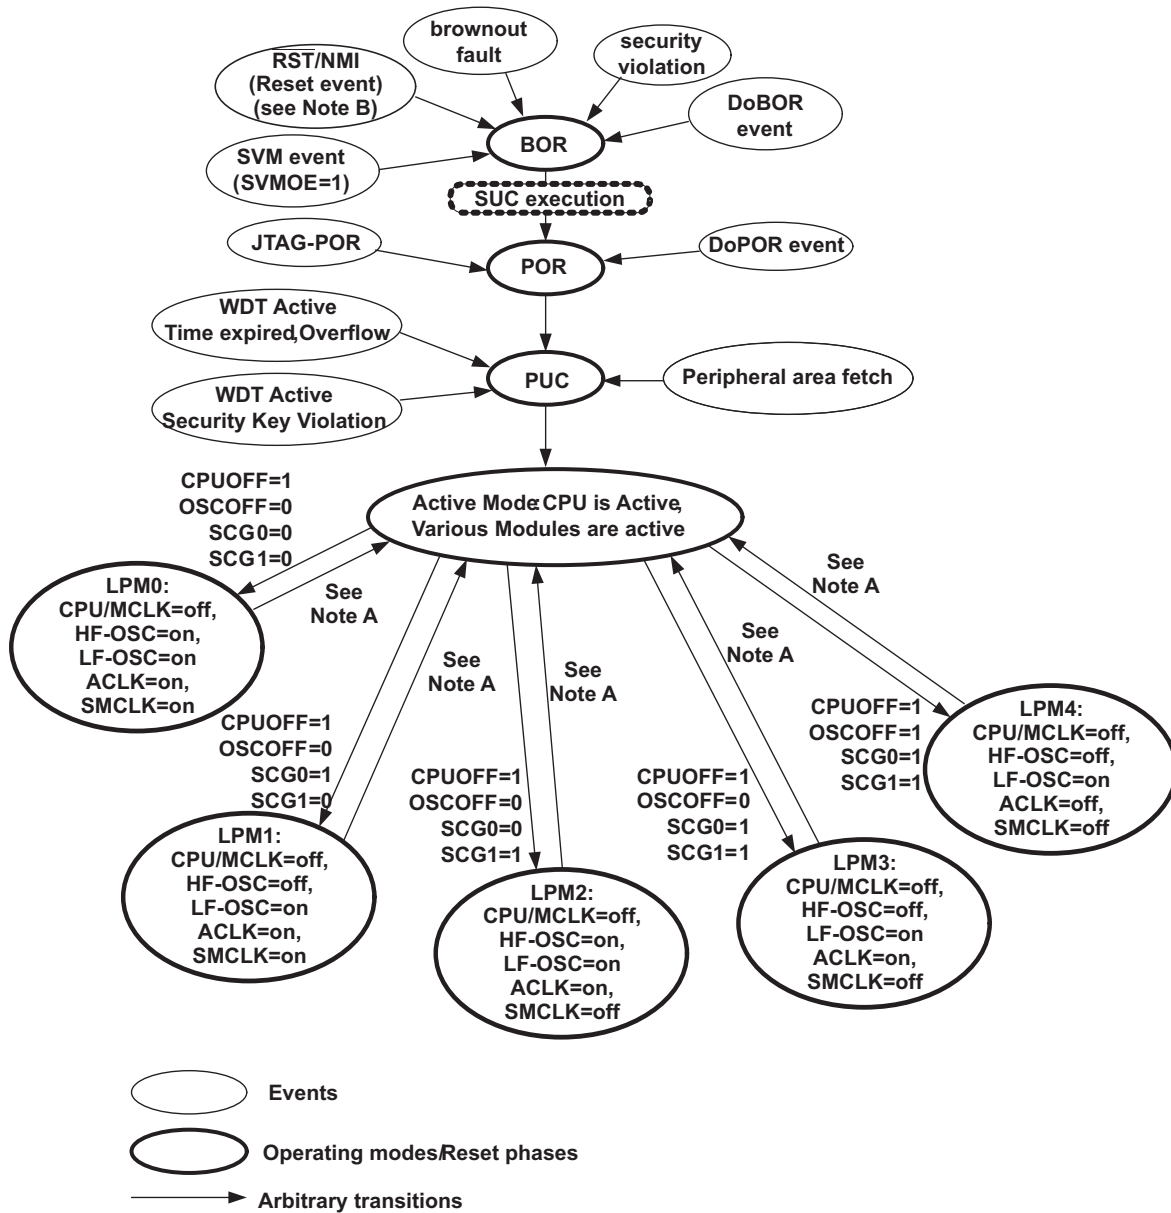 brownout
fault
security
violation
RST/NMI
(Reset event)
(see Note B)
DoBOR
event
BOR
SVM event
(SVMOE=1)
SUC execution
JTAG-POR
DoPOR event
POR
WDT Active
Time expired,Overflow
PUC
Peripheral area fetch
WDT Active
Security Key Violation
CPUOFF=1
OSCOFF=0
SCG0=0
SCG1=0
Active Mode:CPU is Active,
Various Modules are active
See
Note A
See
Note A
See
Note A
See
Note A
See
Note A
LPM0:
CPU/MCLK=off,
HF-OSC=on,
LF-OSC=on
ACLK=on,
SMCLK=on
CPUOFF=1
OSCOFF=0
SCG0=1
SCG1=0
LPM1:
CPU/MCLK=off,
HF-OSC=off,
LF-OSC=on
ACLK=on,
SMCLK=on
CPUOFF=1
OSCOFF=0
SCG0=0
SCG1=1
LPM2:
CPU/MCLK=off,
HF-OSC=on,
LF-OSC=on
ACLK=on,
SMCLK=off
CPUOFF=1
OSCOFF=0
SCG0=1
SCG1=1
LPM3:
CPU/MCLK=off,
HF-OSC=off,
LF-OSC=on
ACLK=on,
SMCLK=off
CPUOFF=1
OSCOFF=1
SCG0=1
SCG1=1
LPM4:
CPU/MCLK=off,
HF-OSC=off,
LF-OSC=on
ACLK=off,
SMCLK=off
Events
Operating modes/Reset phases
Arbitrary transitions